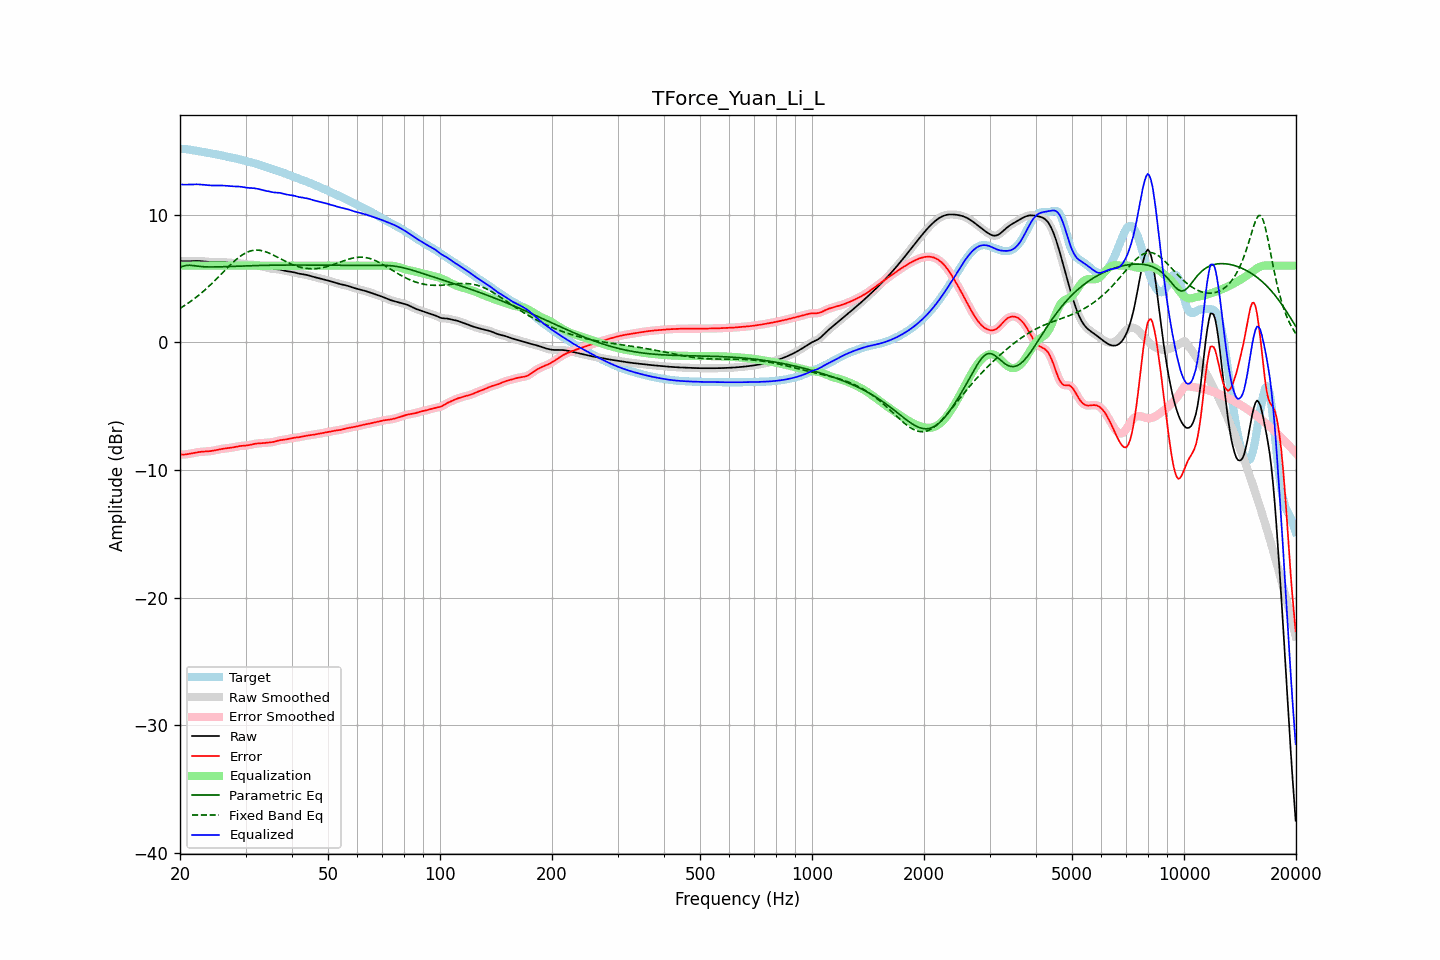 TForce_Yuan_Li_L
Amplitude (dBr)
10
0
−10
−20
−30
−40
Target
Raw Smoothed
Error Smoothed
Raw
Error
Equalization
Parametric Eq
Fixed Band Eq
Equalized
20 50 100 200 500 1000 2000 5000 10000 20000
Frequency (Hz)